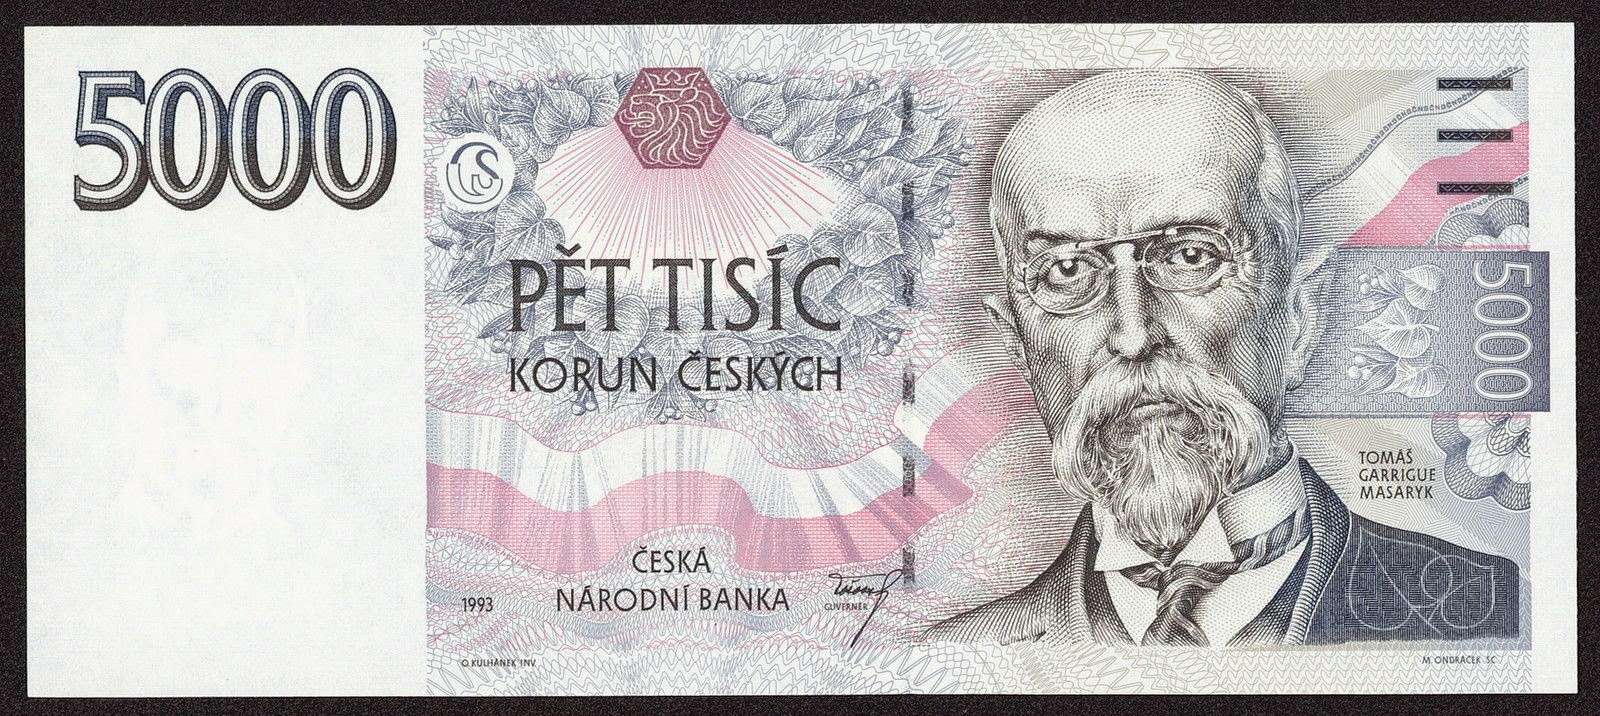 5000
PĚT TISÍC
KORUN ČESKÝCH
ČESKÁ
NÁRODNÍ BANKA
1993
GUVERNÉR
O. KULHÁNEK INV.
5000
TOMÁŠ
GARRIGUE
MASARYK
M. ONDRÁČEK SC.